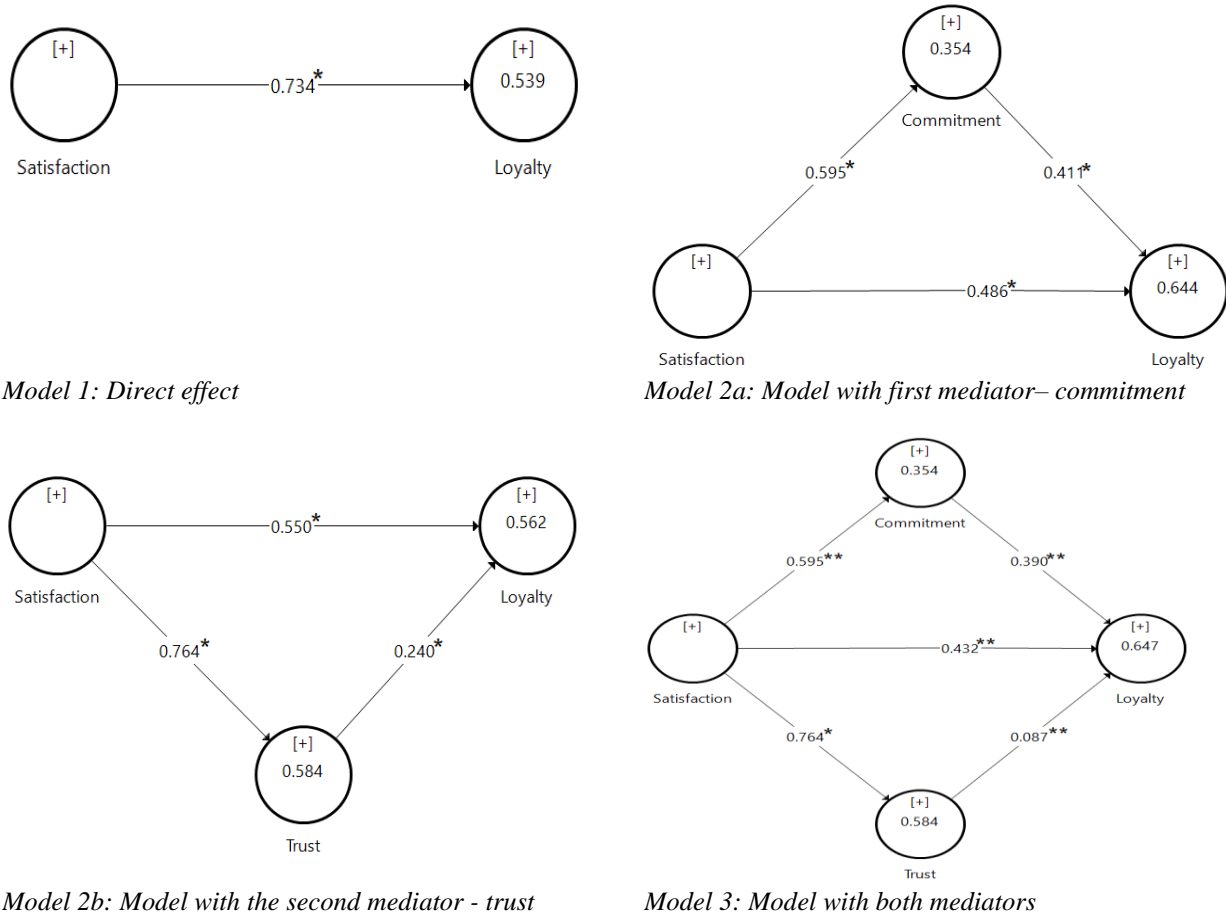 [+]
0.734*
[+]
0.539
Satisfaction
Loyalty
Model 1: Direct effect
[+]
0.354
Commitment
0.595*
0.411*
[+]
0.486*
[+]
0.644
Satisfaction
Loyalty
Model 2a: Model with first mediator– commitment
[+]
0.550*
[+]
0.562
Satisfaction
Loyalty
0.764*
0.240*
[+]
0.584
Trust
Model 2b: Model with the second mediator - trust
[+]
0.354
Commitment
0.595**
0.390**
[+]
0.432**
[+]
0.647
Satisfaction
Loyalty
0.764*
0.087**
[+]
0.584
Trust
Model 3: Model with both mediators